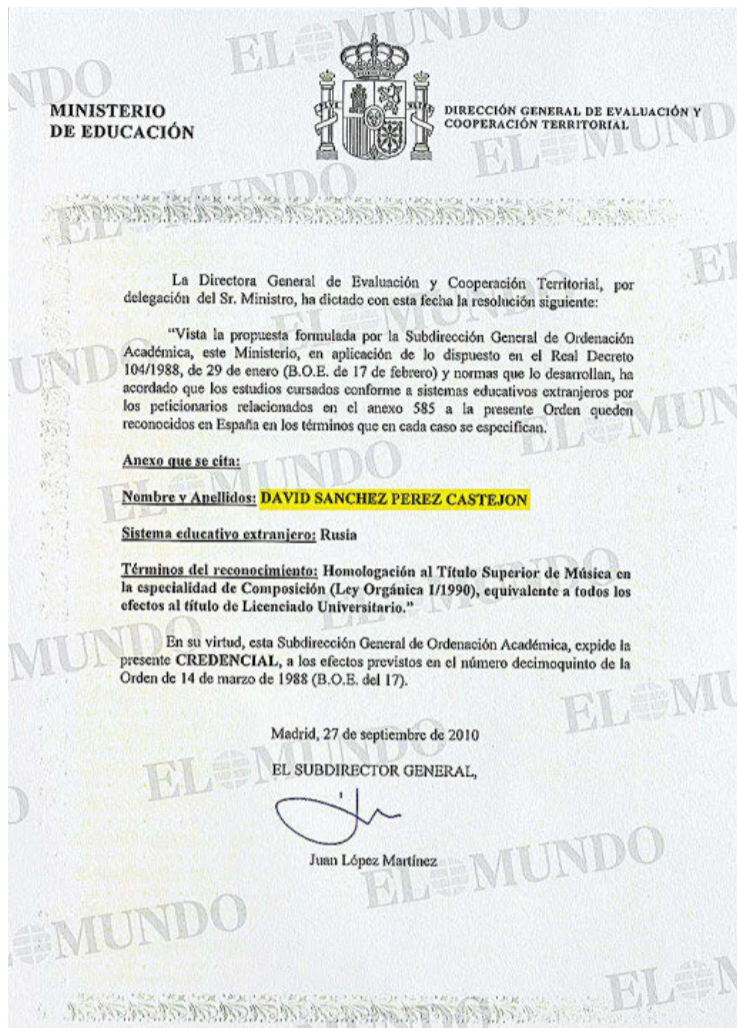 MINISTERIO
DE EDUCACIÓN
DIRECCIÓN GENERAL DE EVALUACIÓN Y
COOPERACIÓN TERRITORIAL
La Directora General de Evaluación y Cooperación Territorial, por
delegación del Sr. Ministro, ha dictado con esta fecha la resolución siguiente:
"Vista la propuesta formulada por la Subdirección General de Ordenación
Académica, este Ministerio, en aplicación de lo dispuesto en el Real Decreto
104/1988, de 29 de enero (B.O.E. de 17 de febrero) y normas que lo desarrollan, ha
acordado que los estudios cursados conforme a sistemas educativos extranjeros por
los peticionarios relacionados en el anexo 585 a la presente Orden queden
reconocidos en España en los términos que en cada caso se especifican.
Anexo que se cita:
Nombre y Apellidos: DAVID SANCHEZ PEREZ CASTEJON
Sistema educativo extranjero: Rusia
Términos del reconocimiento: Homologación al Título Superior de Música en
la especialidad de Composición (Ley Orgánica 1/1990), equivalente a todos los
efectos al título de Licenciado Universitario."
En su virtud, esta Subdirección General de Ordenación Académica, expide la
presente CREDENCIAL, a los efectos previstos en el número decimoquinto de la
Orden de 14 de marzo de 1988 (B.O.E. del 17).
Madrid, 27 de septiembre de 2010
EL SUBDIRECTOR GENERAL,
Juan López Martínez
EL MUNDO